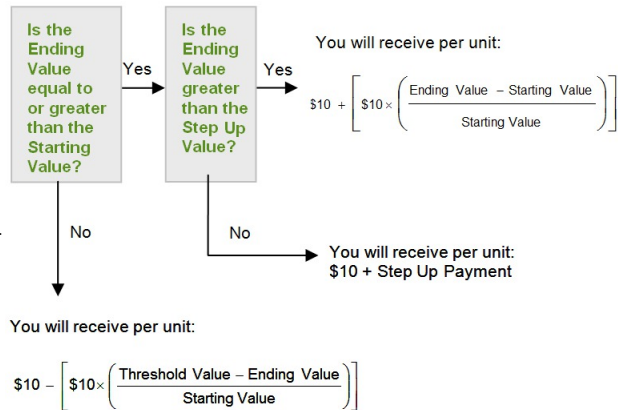 Is the
Ending
Value
equal to
or greater
than the
Starting
Value?
Yes
Is the
Ending
Value
greater
than the
Step Up
Value?
Yes
You will receive per unit:
$10 + [ $10 × ( Ending Value – Starting Value
Starting Value ) ]
No
No
You will receive per unit:
$10 + Step Up Payment
You will receive per unit:
$10 – [ $10× ( Threshold Value – Ending Value
Starting Value ) ]